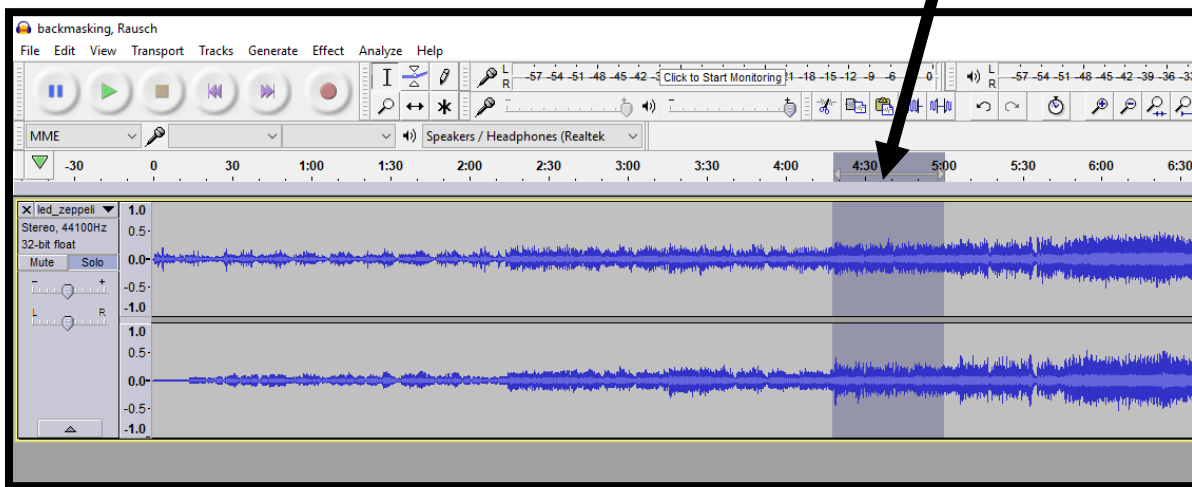 backmasking, Rausch
File Edit View Transport Tracks Generate Effect Analyze Help
L R -57 -54 -51 -48 -45 -42 Click to Start Monitoring -18 -15 -12 -9 -6 0 L R -57 -54 -51 -48 -45 -42 -39 -36
MME Speakers / Headphones (Realtek
-30 0 30 1:00 1:30 2:00 2:30 3:00 3:30 4:00 4:30 5:00 5:30 6:00 6:30
X led_zeppeli 1.0
Stereo, 44100Hz 0.5
32-bit float
Mute Solo 0.0
- + -0.5
L R -1.0
1.0
0.5
0.0
-0.5
-1.0